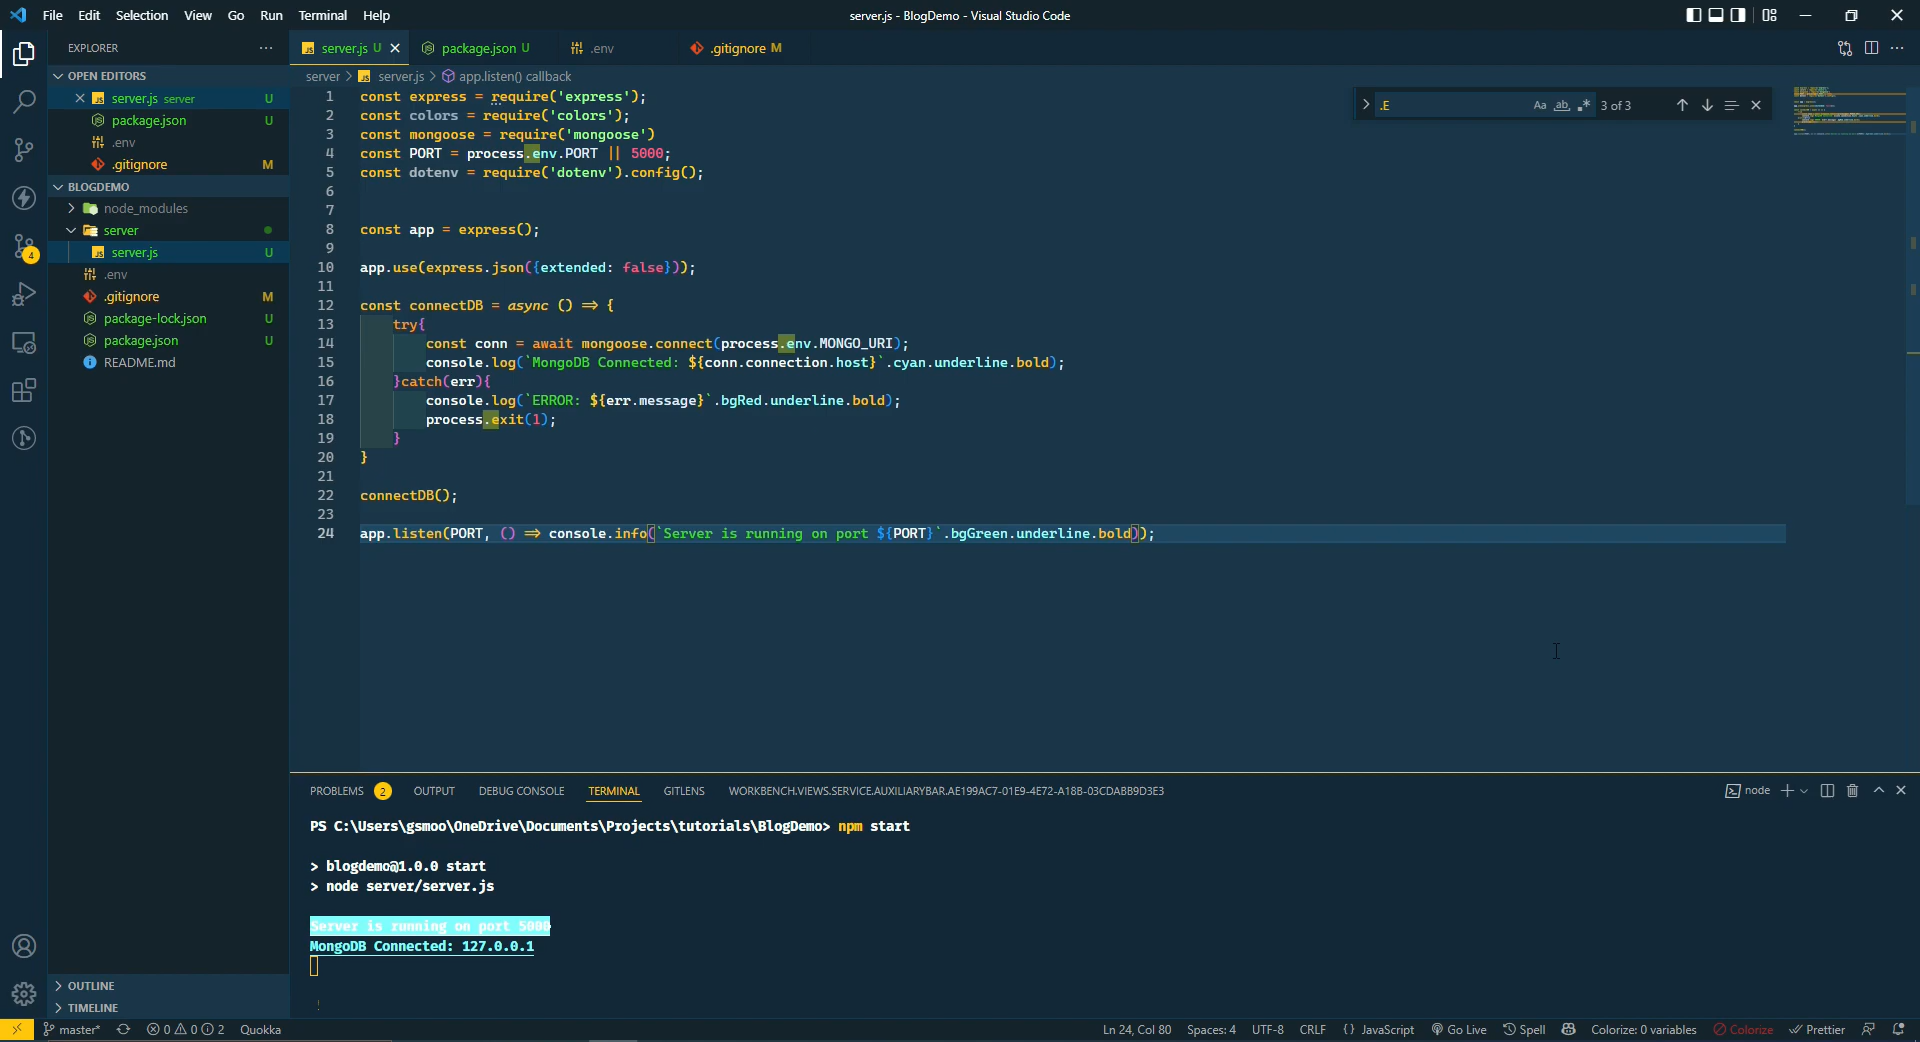 File Edit Selection View Go Run Terminal Help
server.js - BlogDemo - Visual Studio Code
EXPLORER
OPEN EDITORS
server.js server U
package.json U
.env
.gitignore M
BLOGDEMO
node_modules
server
server.js U
.env
.gitignore M
package-lock.json U
package.json U
README.md
OUTLINE
TIMELINE
4
server.js U package.json U .env .gitignore M
server > server.js > app.listen() callback
.E Aa ab 3 of 3
1 const express = require('express');
2 const colors = require('colors');
3 const mongoose = require('mongoose')
4 const PORT = process.env.PORT || 5000;
5 const dotenv = require('dotenv').config();
6
7
8 const app = express();
9
10 app.use(express.json({extended: false}));
11
12 const connectDB = async () => {
13 try{
14 const conn = await mongoose.connect(process.env.MONGO_URI);
15 console.log(`MongoDB Connected: ${conn.connection.host}`.cyan.underline.bold);
16 }catch(err){
17 console.log(`ERROR: ${err.message}`.bgRed.underline.bold);
18 process.exit(1);
19 }
20 }
21
22 connectDB();
23
24 app.listen(PORT, () => console.info(`Server is running on port ${PORT}`.bgGreen.underline.bold));
PROBLEMS 2 OUTPUT DEBUG CONSOLE TERMINAL GITLENS WORKBENCH.VIEWS.SERVICE.AUXILIARYBAR.AE199AC7-01E9-4E72-A18B-03CDABB9D3E3
node
PS C:\Users\gsmoo\OneDrive\Documents\Projects\tutorials\BlogDemo> npm start
> blogdemo@1.0.0 start
> node server/server.js
Server is running on port 5000
MongoDB Connected: 127.0.0.1
master* 0 0 2 Quokka
Ln 24, Col 80 Spaces: 4 UTF-8 CRLF {} JavaScript Go Live Spell Colorize: 0 variables Colorize Prettier